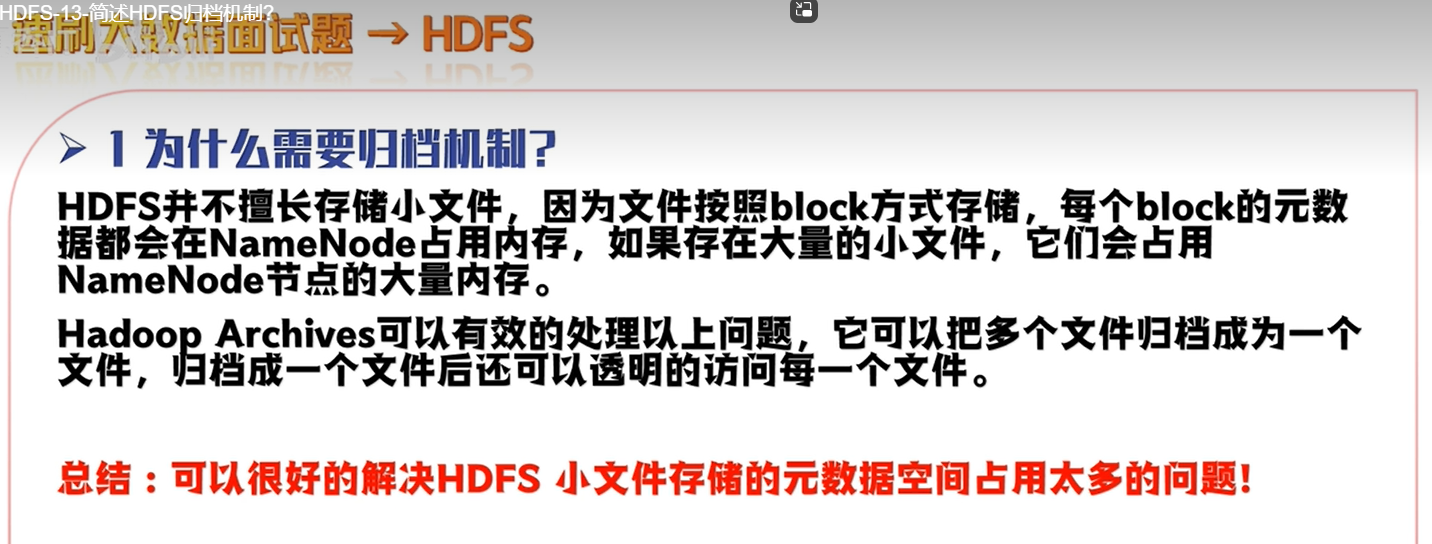 HDFS-13-简述HDFS归档机制?
刷大数据面试题 → HDFS
➢ 1 为什么需要归档机制？
HDFS并不擅长存储小文件，因为文件按照block方式存储，每个block的元数
据都会在NameNode占用内存，如果存在大量的小文件，它们会占用
NameNode节点的大量内存。
Hadoop Archives可以有效的处理以上问题，它可以把多个文件归档成为一个
文件，归档成一个文件后还可以透明的访问每一个文件。
总结：可以很好的解决HDFS 小文件存储的元数据空间占用太多的问题!